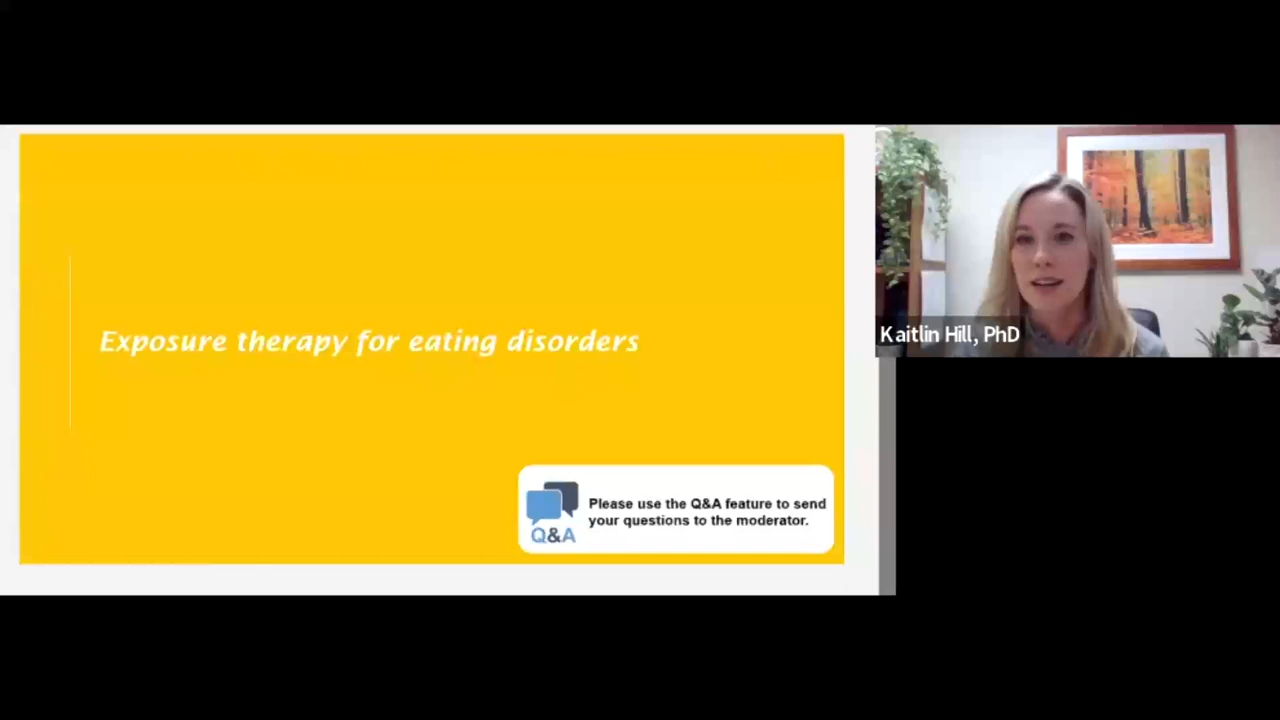 Exposure therapy for eating disorders
Please use the Q&A feature to send
your questions to the moderator.
Q&A
Kaitlin Hill, PhD